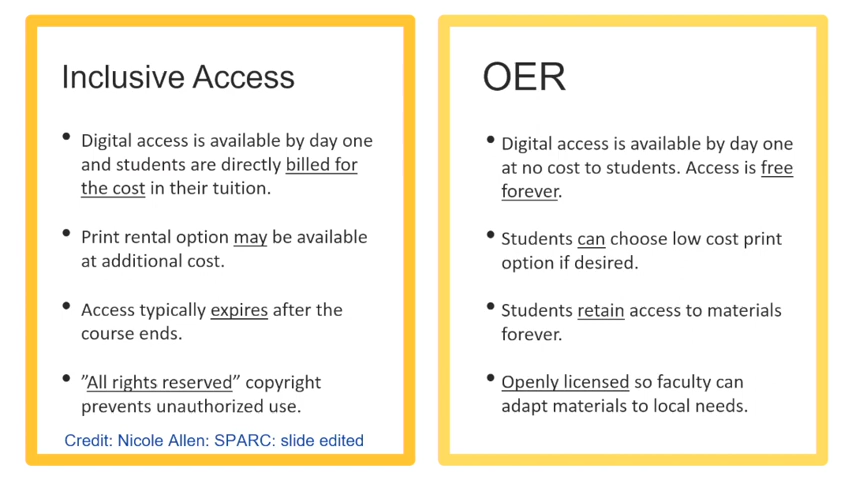 Inclusive Access
• Digital access is available by day one
and students are directly billed for
the cost in their tuition.
• Print rental option may be available
at additional cost.
• Access typically expires after the
course ends.
• ”All rights reserved” copyright
prevents unauthorized use.
Credit: Nicole Allen: SPARC: slide edited
OER
• Digital access is available by day one
at no cost to students. Access is free
forever.
• Students can choose low cost print
option if desired.
• Students retain access to materials
forever.
• Openly licensed so faculty can
adapt materials to local needs.